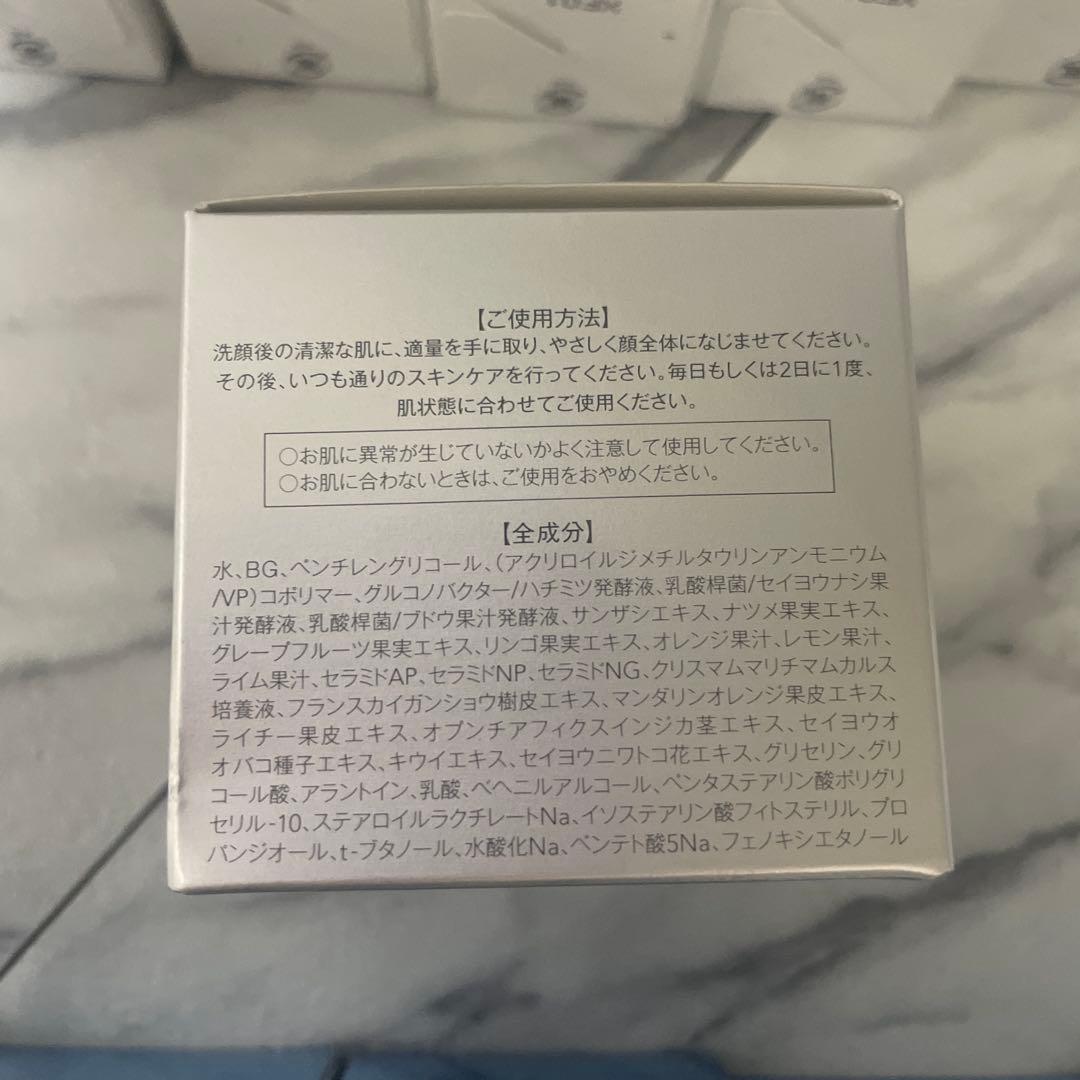 【ご使用方法】
洗顔後の清潔な肌に、適量を手に取り、やさしく顔全体になじませてください。
その後、いつも通りのスキンケアを行ってください。毎日もしくは2日に1度、
肌状態に合わせてご使用ください。
○お肌に異常が生じていないかよく注意して使用してください。
○お肌に合わないときは、ご使用をおやめください。
【全成分】
水、BG、ペンチレングリコール、(アクリロイルジメチルタウリンアンモニウム
/VP)コポリマー、グルコノバクター/ハチミツ発酵液、乳酸桿菌/セイヨウナシ果
汁発酵液、乳酸桿菌/ブドウ果汁発酵液、サンザシエキス、ナツメ果実エキス、
グレープフルーツ果実エキス、リンゴ果実エキス、オレンジ果汁、レモン果汁、
ライム果汁、セラミドAP、セラミドNP、セラミドNG、クリスマムマリチマムカルス
培養液、フランスカイガンショウ樹皮エキス、マンダリンオレンジ果皮エキス、
ライチー果皮エキス、オプンチアフィクスインジカ茎エキス、セイヨウオ
オバコ種子エキス、キウイエキス、セイヨウニワトコ花エキス、グリセリン、グリ
コール酸、アラントイン、乳酸、ベヘニルアルコール、ペンタステアリン酸ポリグリ
セリル-10、ステアロイルラクチレートNa、イソステアリン酸フィトステリル、プロ
パンジオール、t-ブタノール、水酸化Na、ペンテト酸5Na、フェノキシエタノール